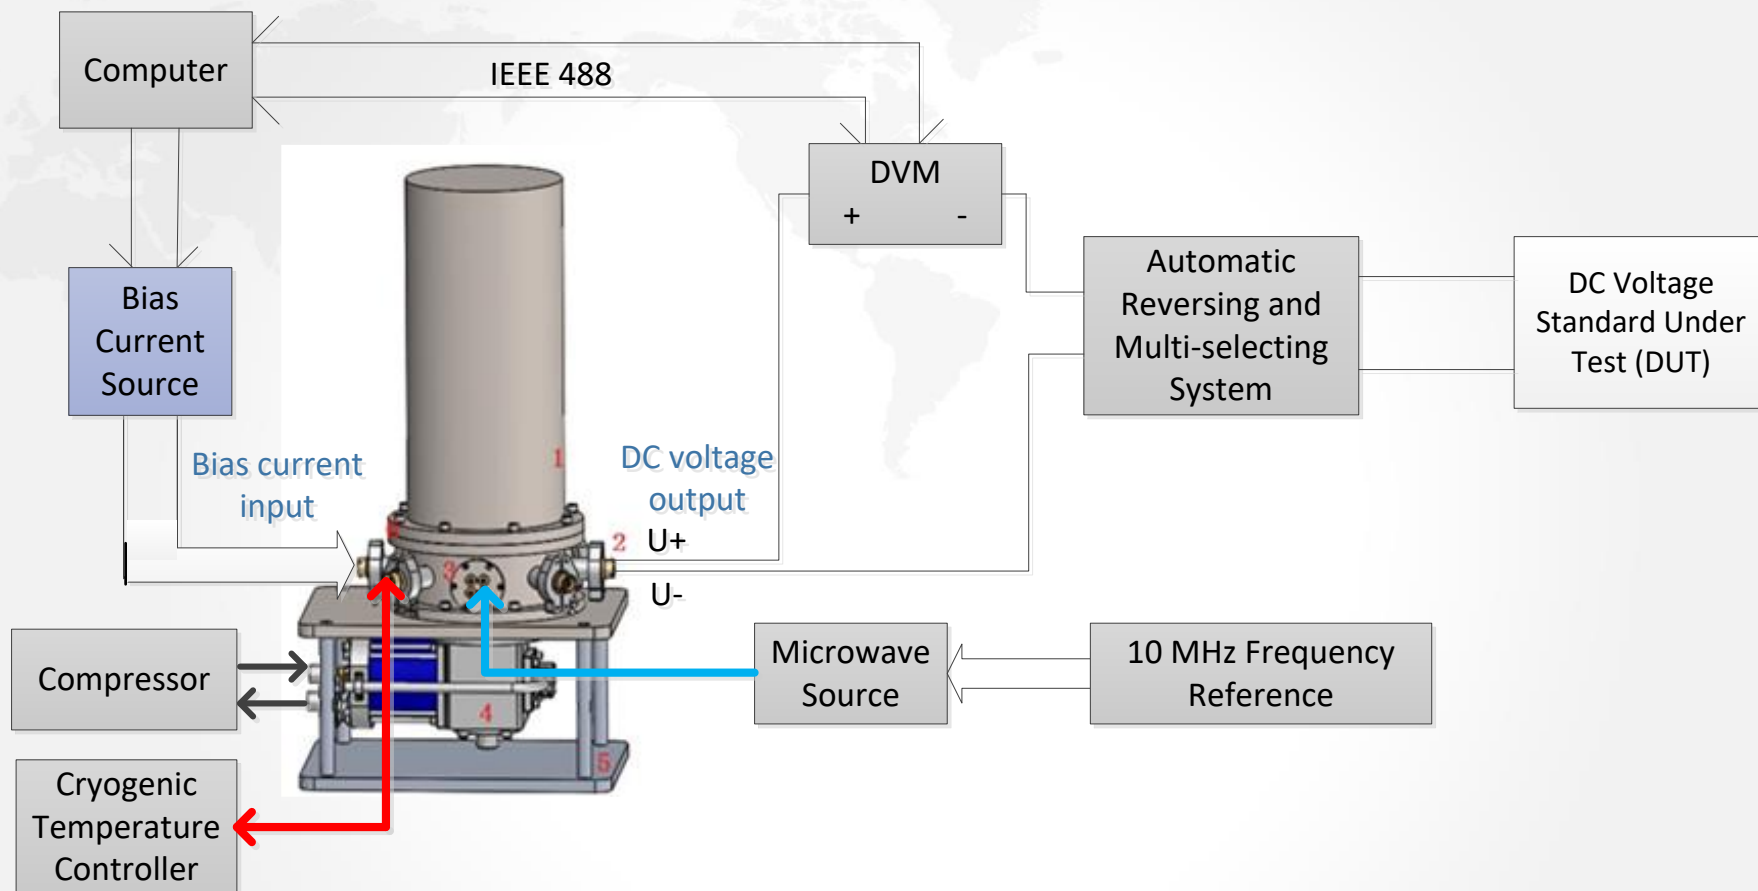 Computer
IEEE 488
DVM
+ -
Automatic
Reversing and
Multi-selecting
System
DC Voltage
Standard Under
Test (DUT)
Bias
Current
Source
Bias current
input
DC voltage
output
1
2
3
U+
U-
Compressor
4
5
Microwave
Source
10 MHz Frequency
Reference
Cryogenic
Temperature
Controller